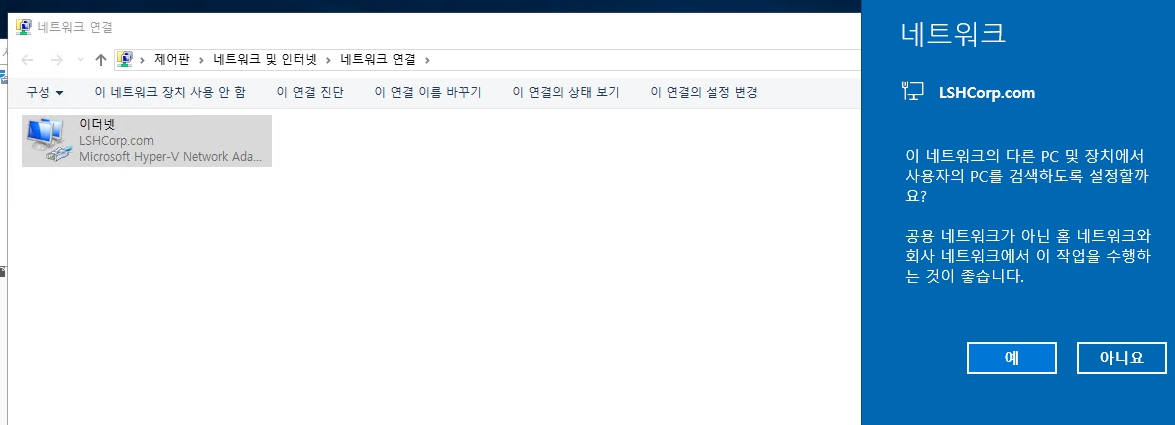 네트워크 연결
제어판 > 네트워크 및 인터넷 > 네트워크 연결 >
구성 이 네트워크 장치 사용 안 함 이 연결 진단 이 연결 이름 바꾸기 이 연결의 상태 보기 이 연결의 설정 변경
이더넷
LSHCorp.com
Microsoft Hyper-V Network Ada...
네트워크
LSHCorp.com
이 네트워크의 다른 PC 및 장치에서
사용자의 PC를 검색하도록 설정할까
요?
공용 네트워크가 아닌 홈 네트워크와
회사 네트워크에서 이 작업을 수행하
는 것이 좋습니다.
예 아니요